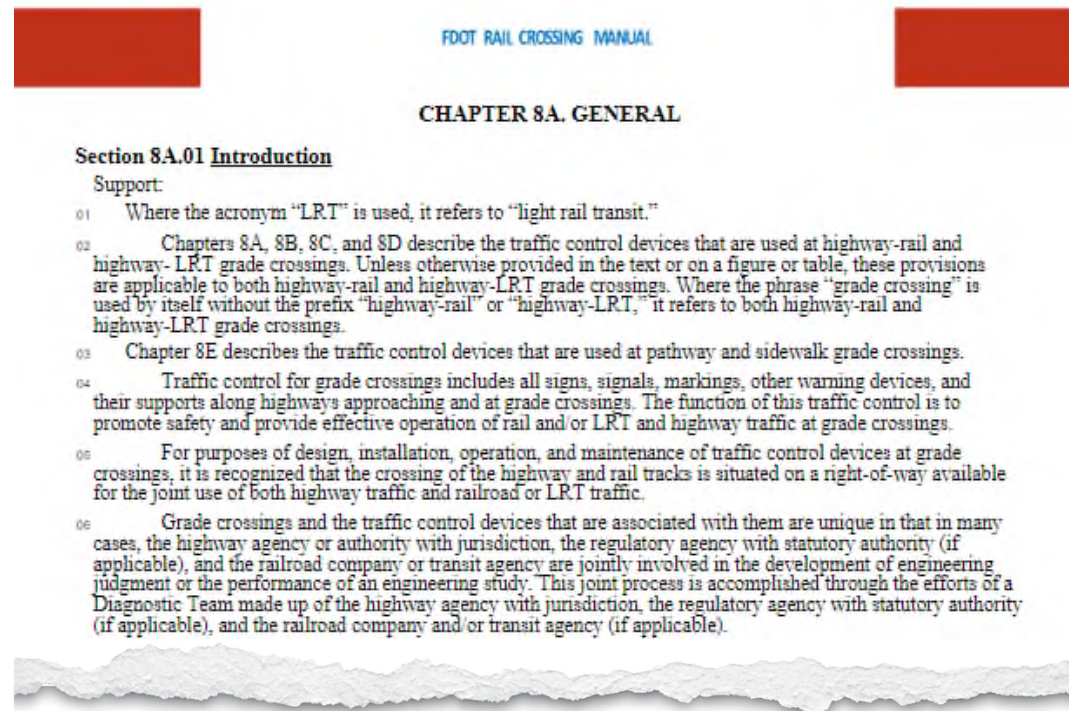 FDOT RAIL CROSSING MANUAL
CHAPTER 8A. GENERAL
Section 8A.01 Introduction
Support:
01 Where the acronym “LRT” is used, it refers to “light rail transit.”
02 Chapters 8A, 8B, 8C, and 8D describe the traffic control devices that are used at highway-rail and
highway- LRT grade crossings. Unless otherwise provided in the text or on a figure or table, these provisions
are applicable to both highway-rail and highway-LRT grade crossings. Where the phrase “grade crossing” is
used by itself without the prefix “highway-rail” or “highway-LRT,” it refers to both highway-rail and
highway-LRT grade crossings.
03 Chapter 8E describes the traffic control devices that are used at pathway and sidewalk grade crossings.
04 Traffic control for grade crossings includes all signs, signals, markings, other warning devices, and
their supports along highways approaching and at grade crossings. The function of this traffic control is to
promote safety and provide effective operation of rail and/or LRT and highway traffic at grade crossings.
05 For purposes of design, installation, operation, and maintenance of traffic control devices at grade
crossings, it is recognized that the crossing of the highway and rail tracks is situated on a right-of-way available
for the joint use of both highway traffic and railroad or LRT traffic.
06 Grade crossings and the traffic control devices that are associated with them are unique in that in many
cases, the highway agency or authority with jurisdiction, the regulatory agency with statutory authority (if
applicable), and the railroad company or transit agency are jointly involved in the development of engineering
judgment or the performance of an engineering study. This joint process is accomplished through the efforts of a
Diagnostic Team made up of the highway agency with jurisdiction, the regulatory agency with statutory authority
(if applicable), and the railroad company and/or transit agency (if applicable).